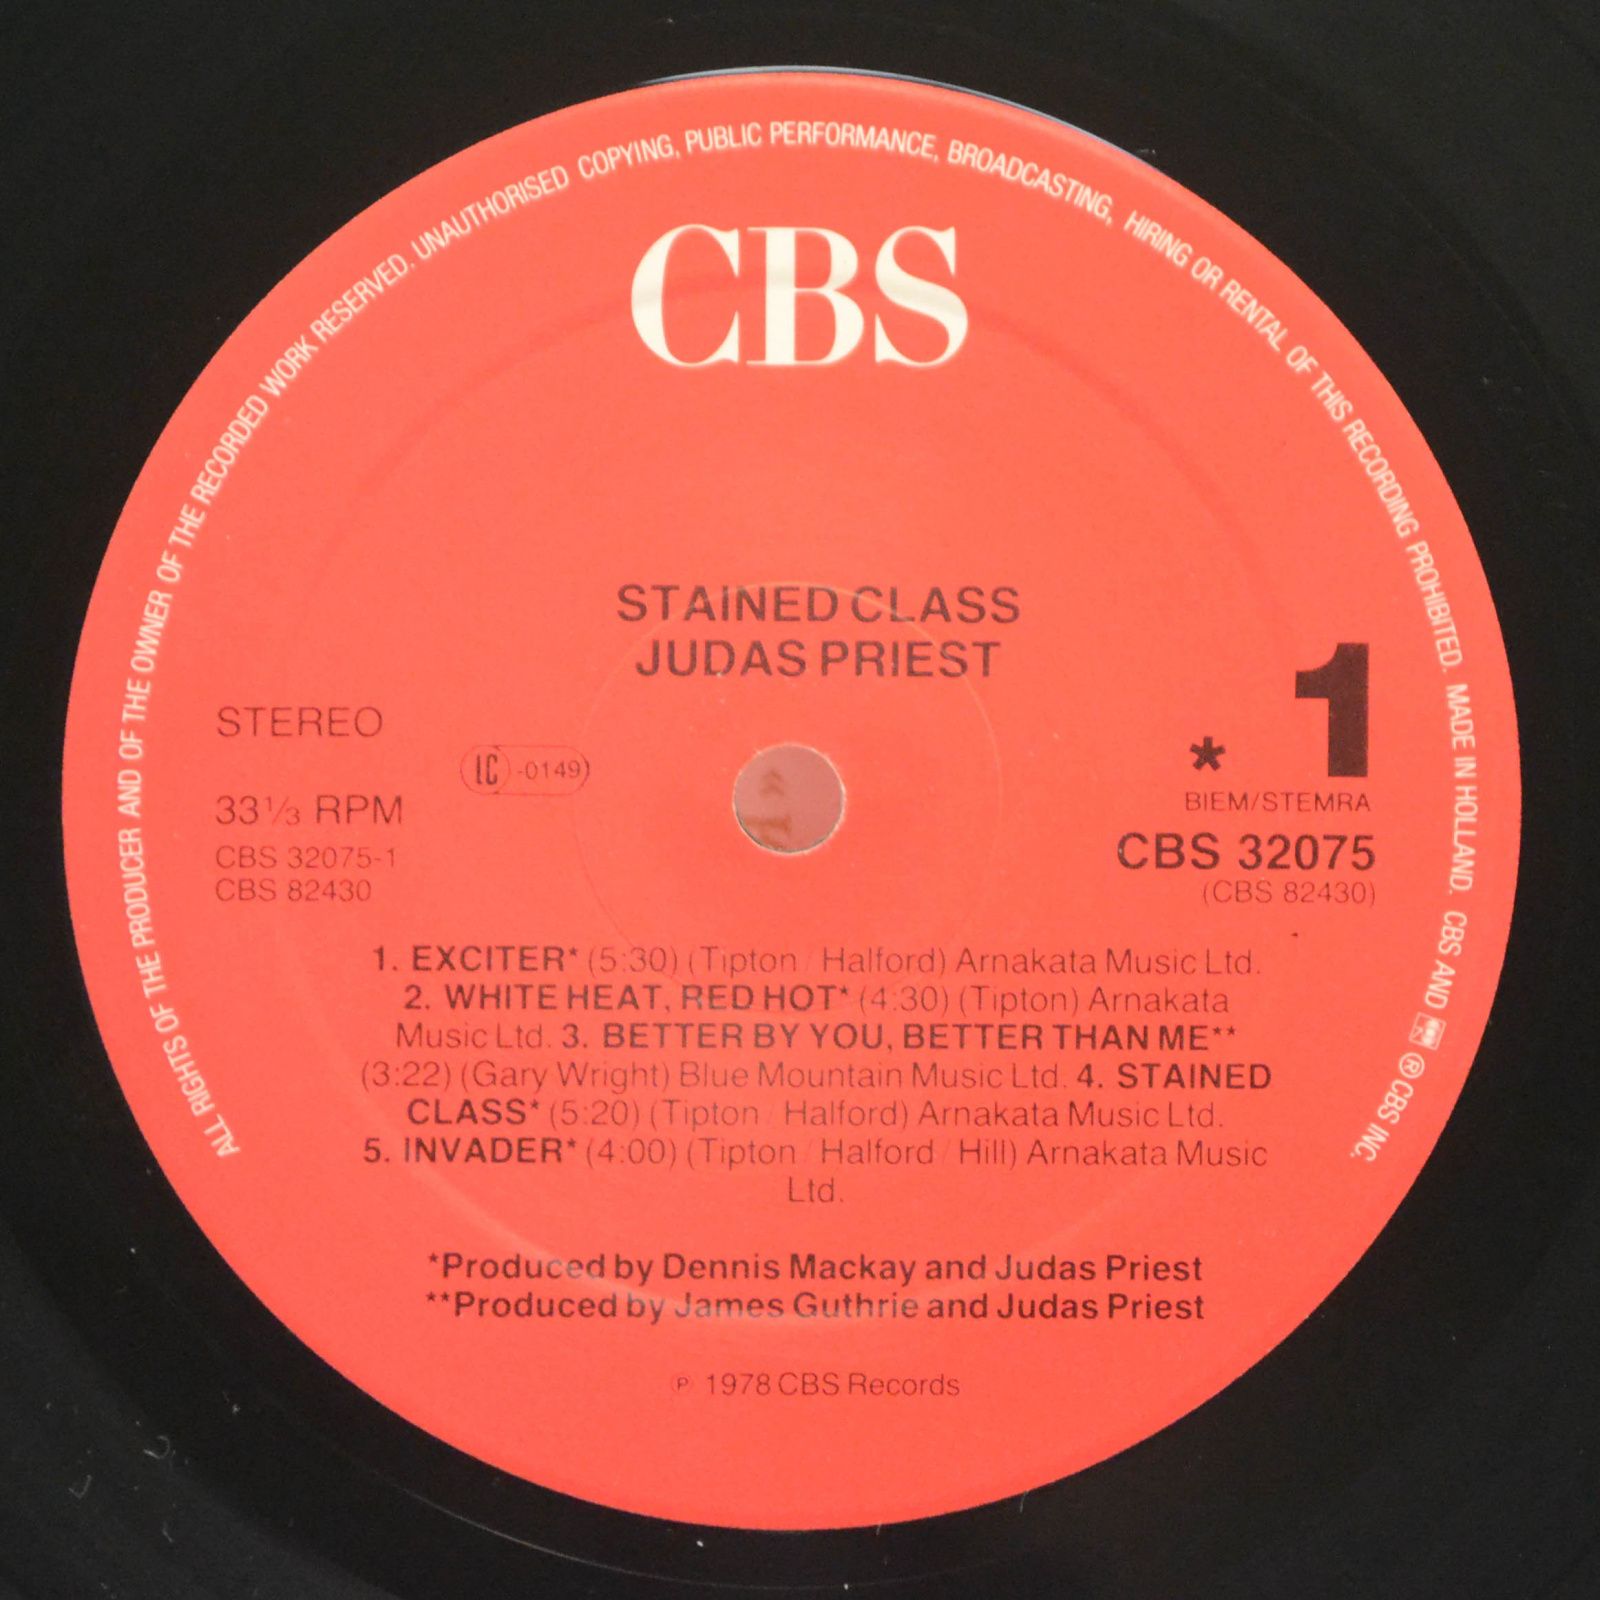 ALL RIGHTS OF THE PRODUCER AND OF THE OWNER OF THE RECORDED WORK RESERVED. UNAUTHORISED COPYING, PUBLIC PERFORMANCE, BROADCASTING, HIRING OR RENTAL OF THIS RECORDING PROHIBITED. MADE IN HOLLAND. CBS AND ® CBS INC.
CBS
STAINED CLASS
JUDAS PRIEST
STEREO
LC -0149
33⅓ RPM
CBS 32075-1
CBS 82430
* 1
BIEM/STEMRA
CBS 32075
(CBS 82430)
1. EXCITER* (5:30) (Tipton / Halford) Arnakata Music Ltd.
2. WHITE HEAT, RED HOT* (4:30) (Tipton) Arnakata
Music Ltd. 3. BETTER BY YOU, BETTER THAN ME**
(3:22) (Gary Wright) Blue Mountain Music Ltd. 4. STAINED
CLASS* (5:20) (Tipton / Halford) Arnakata Music Ltd.
5. INVADER* (4:00) (Tipton / Halford / Hill) Arnakata Music
Ltd.
*Produced by Dennis Mackay and Judas Priest
**Produced by James Guthrie and Judas Priest
℗ 1978 CBS Records